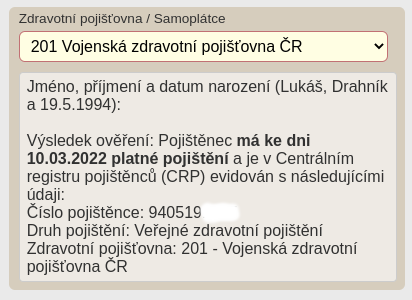 Zdravotní pojišťovna / Samoplátce
201 Vojenská zdravotní pojišťovna ČR
Jméno, příjmení a datum narození (Lukáš, Drahník
a 19.5.1994):
Výsledek ověření: Pojištěnec má ke dni
10.03.2022 platné pojištění a je v Centrálním
registru pojištěnců (CRP) evidován s následujícími
údaji:
Číslo pojištěnce: 940519
Druh pojištění: Veřejné zdravotní pojištění
Zdravotní pojišťovna: 201 - Vojenská zdravotní
pojišťovna ČR